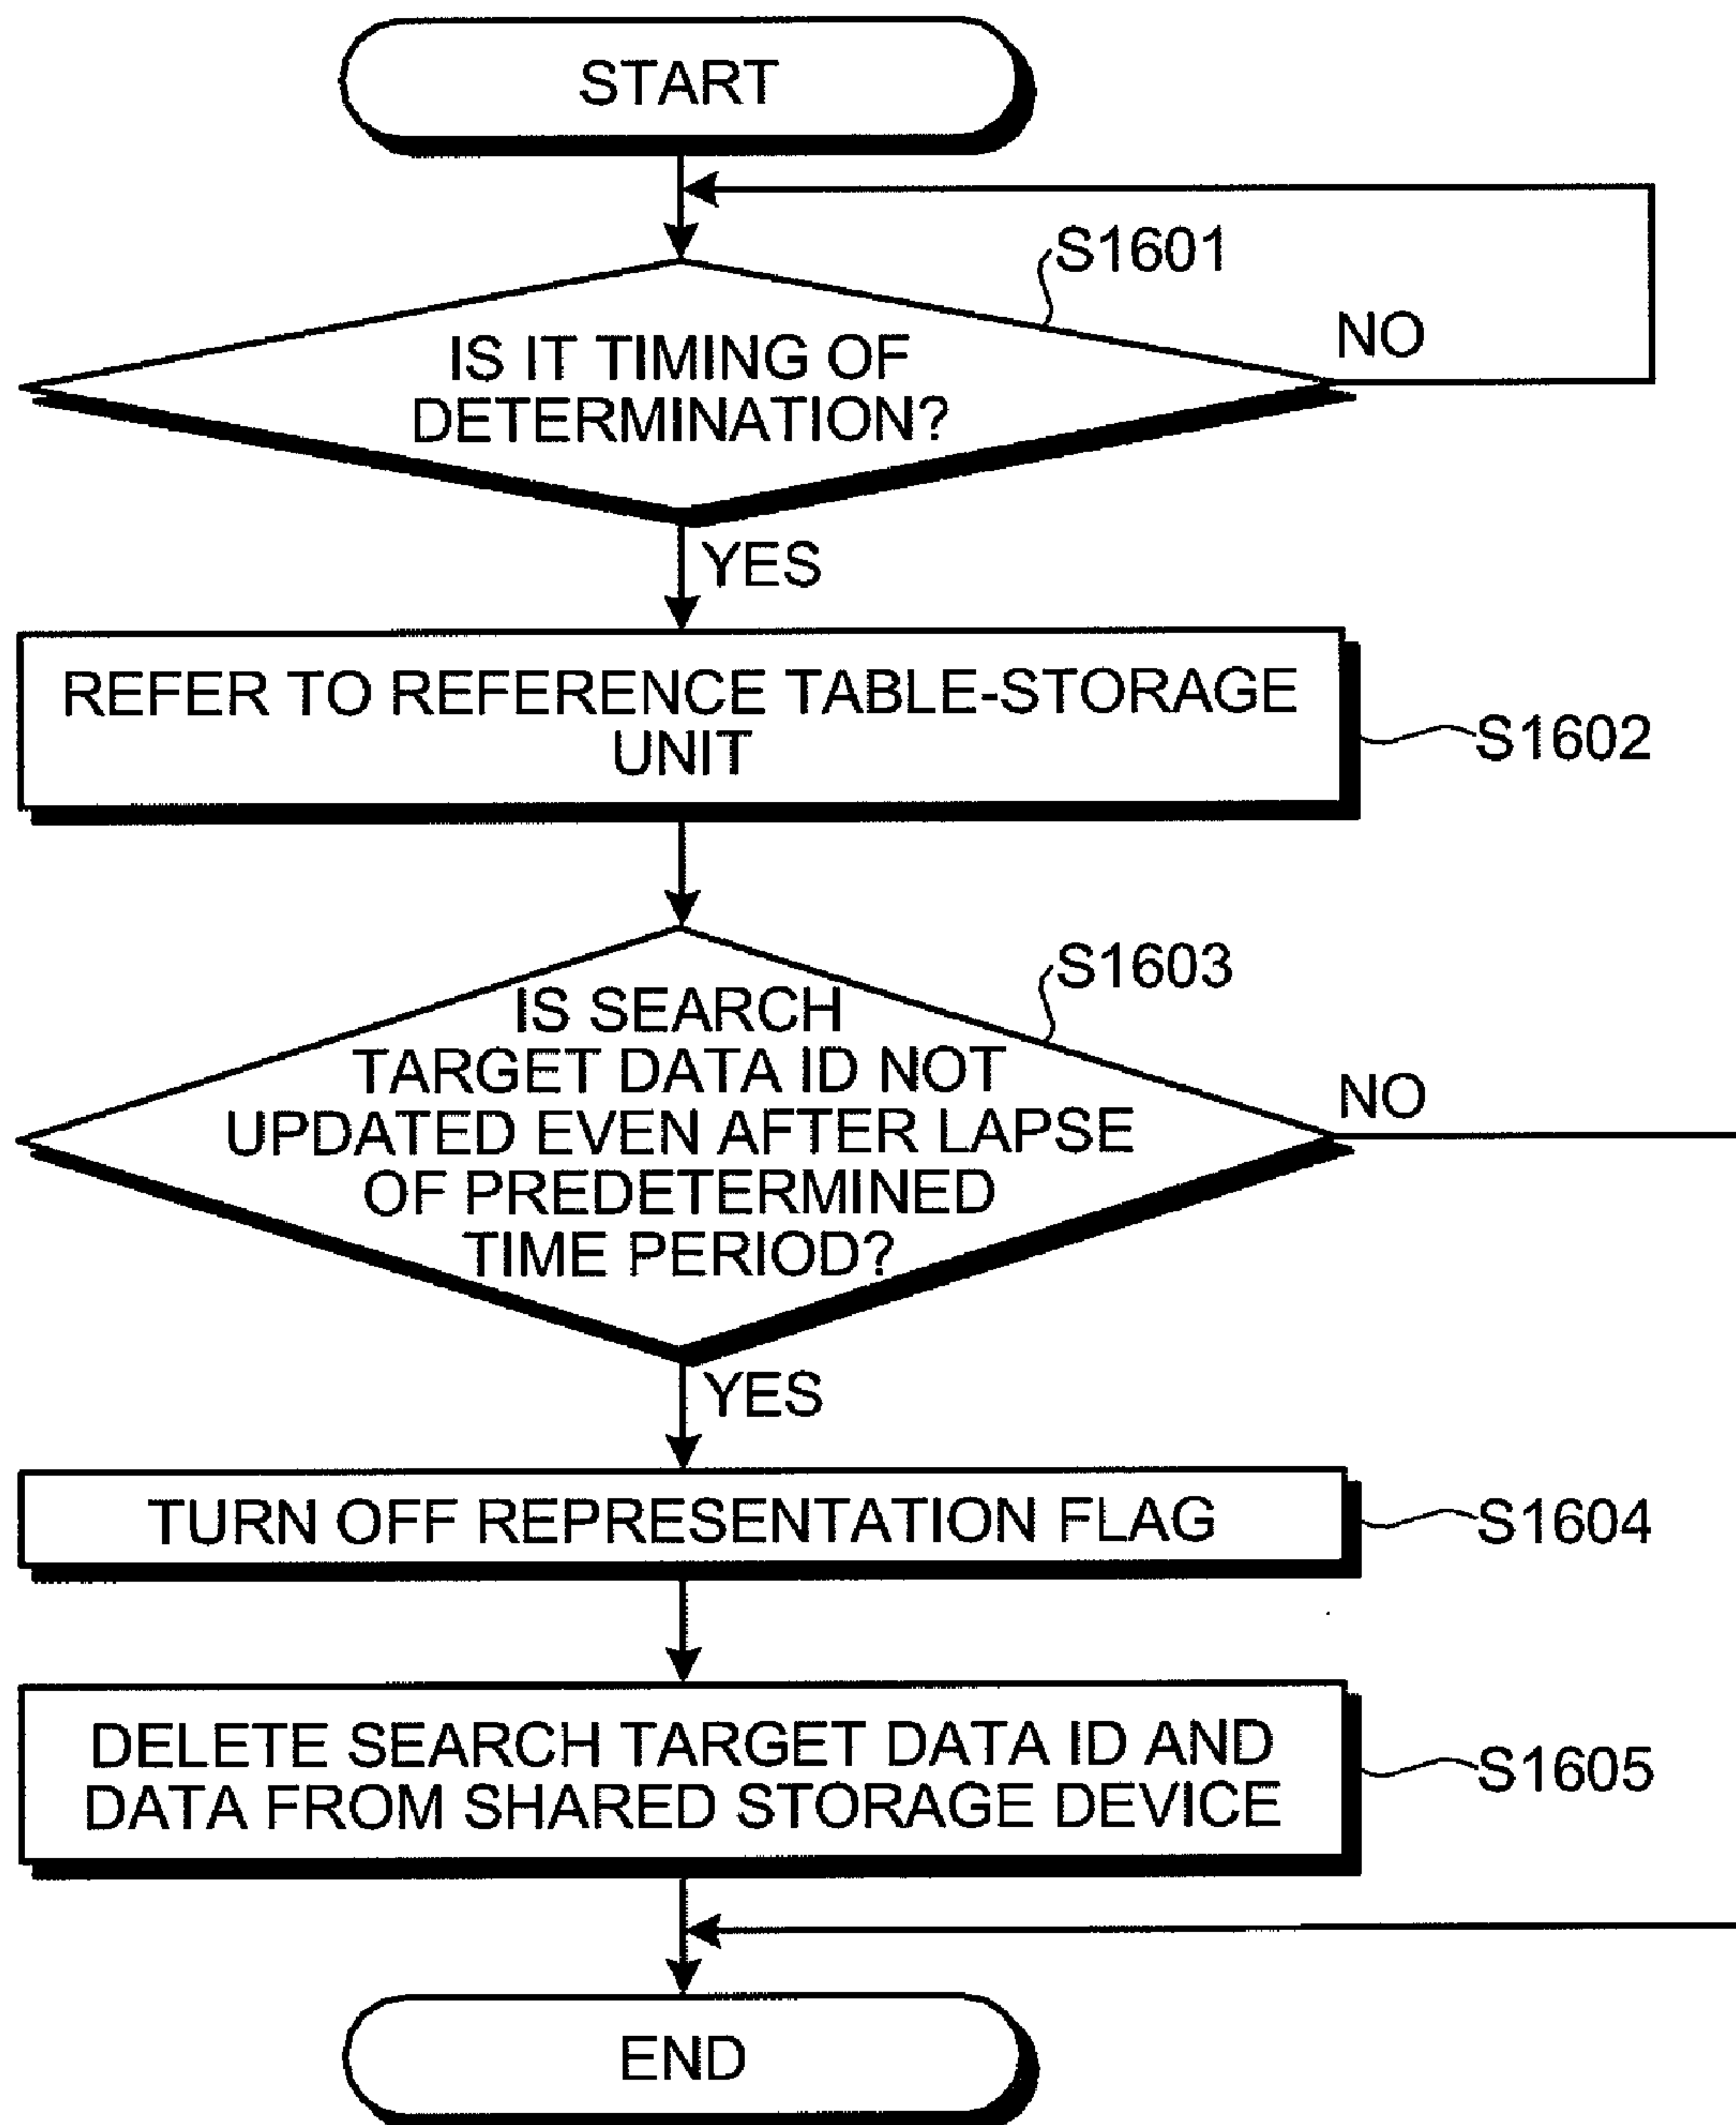 START
S1601
NO
IS IT TIMING OF
DETERMINATION?
YES
REFER TO REFERENCE TABLE-STORAGE
UNIT
S1602
S1603
IS SEARCH
TARGET DATA ID NOT
UPDATED EVEN AFTER LAPSE
OF PREDETERMINED
TIME PERIOD?
NO
YES
TURN OFF REPRESENTATION FLAG
S1604
DELETE SEARCH TARGET DATA ID AND
DATA FROM SHARED STORAGE DEVICE
S1605
END